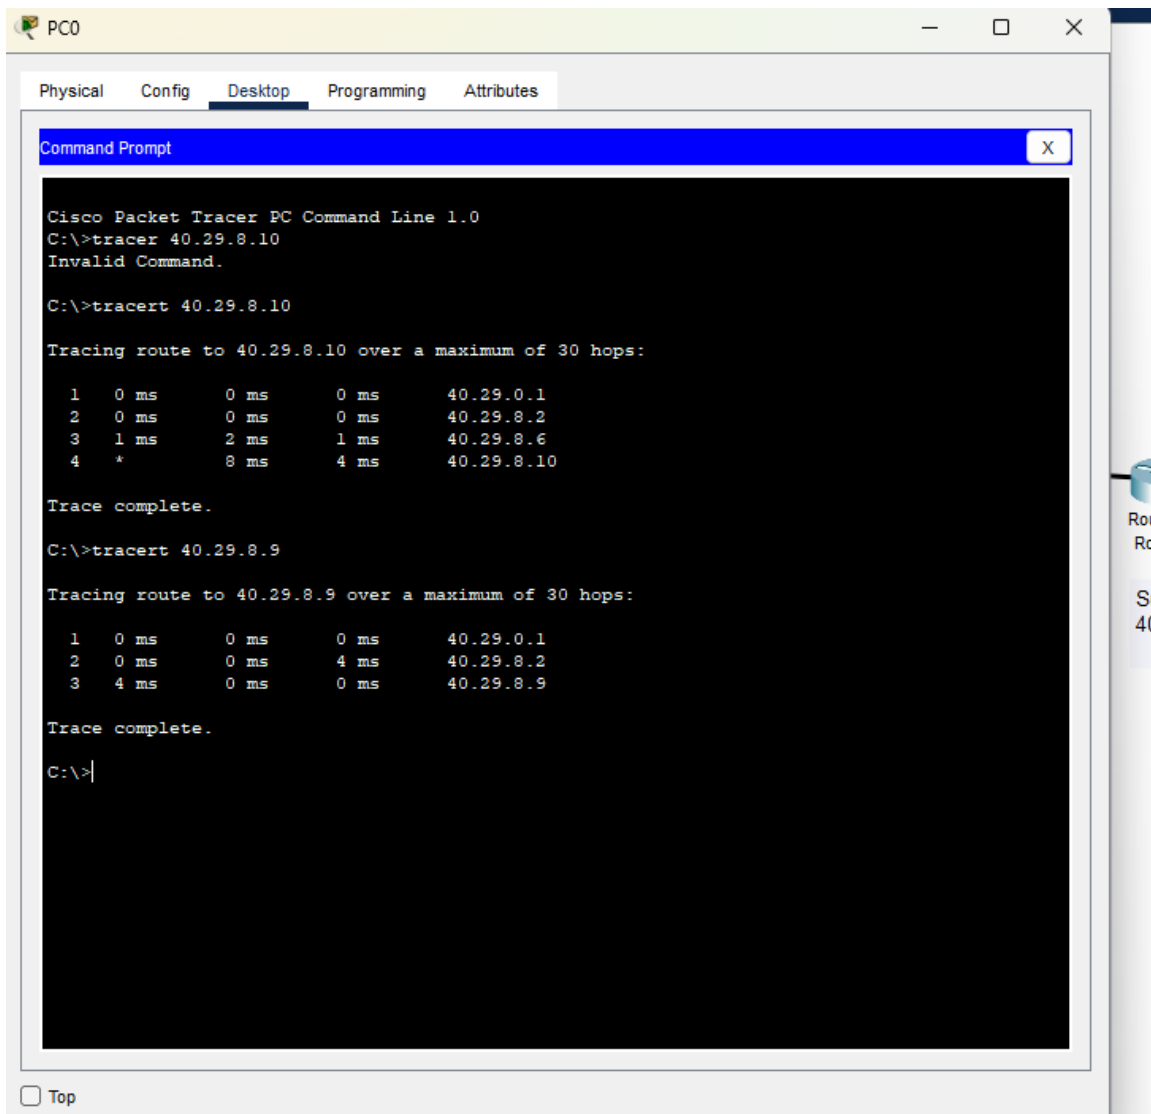 PC0
Physical Config Desktop Programming Attributes
Command Prompt
X
Cisco Packet Tracer PC Command Line 1.0
C:\>tracer 40.29.8.10
Invalid Command.
C:\>tracert 40.29.8.10
Tracing route to 40.29.8.10 over a maximum of 30 hops:
1 0 ms 0 ms 0 ms 40.29.0.1
2 0 ms 0 ms 0 ms 40.29.8.2
3 1 ms 2 ms 1 ms 40.29.8.6
4 * 8 ms 4 ms 40.29.8.10
Trace complete.
C:\>tracert 40.29.8.9
Tracing route to 40.29.8.9 over a maximum of 30 hops:
1 0 ms 0 ms 0 ms 40.29.0.1
2 0 ms 0 ms 4 ms 40.29.8.2
3 4 ms 0 ms 0 ms 40.29.8.9
Trace complete.
C:\>
Top